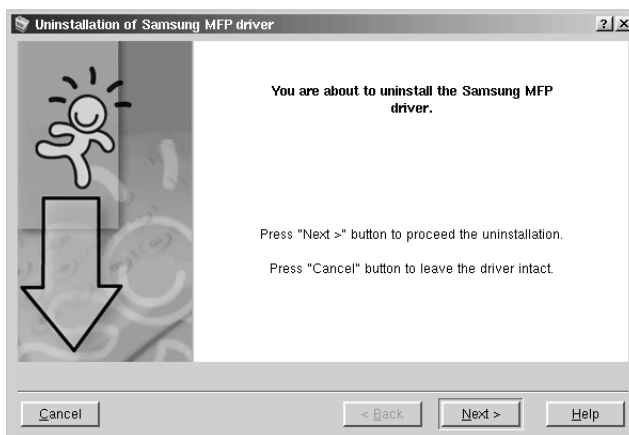 Uninstallation of Samsung MFP driver
You are about to uninstall the Samsung MFP
driver.
Press "Next >" button to proceed the uninstallation.
Press "Cancel" button to leave the driver intact.
Cancel
< Back
Next >
Help